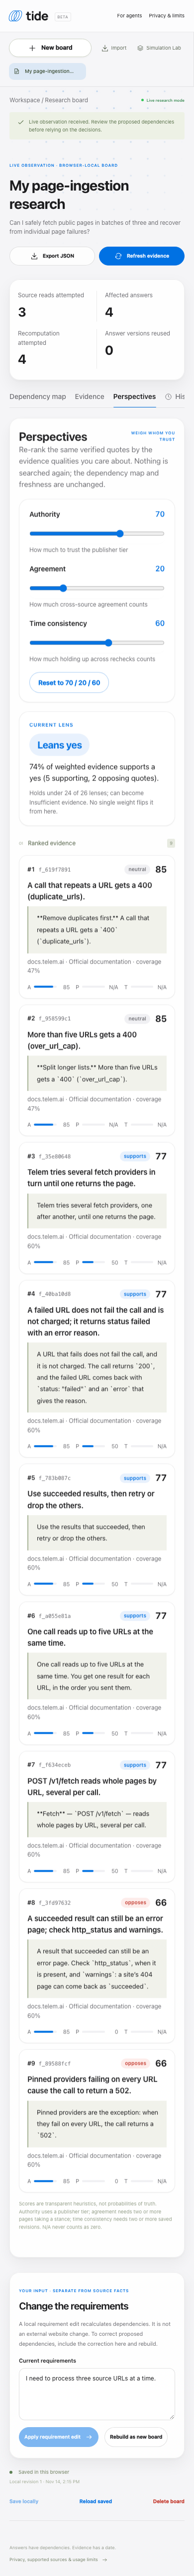 tide BETA For agents Privacy & limits
New board Import Simulation Lab
My page-ingestion...
Workspace / Research board Live research mode
Live observation. Review the proposed dependencies
before relying on the decisions.
LIVE OBSERVATION · BROWSER-LOCAL BOARD
My page-ingestion
research
Can I safely fetch public pages in batches of three and recover
from individual page failures?
Export JSON Refresh evidence
Source reads attempted
3
Affected answers
4
Recomputation
attempted
4
Answer versions reused
0
Dependency map Evidence Perspectives His
Perspectives
WEIGH WHOM YOU
TRUST
Re-rank the same verified quotes by the
evidence qualities you care about. Nothing is
searched again; the dependency map and
freshness are unchanged.
Authority 70
How much to trust the publisher tier
Agreement 20
How much cross-source agreement counts
Time consistency 60
How much holding up across rechecks counts
Reset to 70 / 20 / 60
CURRENT LENS
Leans yes
74% of weighted evidence supports a
yes (5 supporting, 2 opposing quotes).
Holds under 24 of 26 lenses; can become
insufficient evidence. No single weight flips it
from here.
Ranked evidence 9
#1 f_619f7891 neutral 85
A call that repeats a URL gets a 400
(duplicate_urls).
**Remove duplicates first.** A call that
repeats a URL gets a `400`
(`duplicate_urls`).
docs.telem.ai · Official documentation · coverage
47%
A 85 P N/A T N/A
#2 f_958599c1 neutral 85
More than five URLs gets a 400
(over_url_cap).
**Split longer lists.** More than five URLs
gets a `400` (`over_url_cap`).
docs.telem.ai · Official documentation · coverage
47%
A 85 P N/A T N/A
#3 f_35e80648 supports 77
Telem tries several fetch providers in
turn until one returns the page.
Telem tries several fetch providers, one
after another, until one returns the page.
docs.telem.ai · Official documentation · coverage
60%
A 85 P 50 T N/A
#4 f_40ba10d8 supports 77
A failed URL does not fail the call and is
not charged; it returns status failed
with an error reason.
A URL that fails does not fail the call, and
it is not charged. The call returns `200`,
and the failed URL comes back with
`status: "failed"` and an `error` that
gives the reason.
docs.telem.ai · Official documentation · coverage
60%
A 85 P 50 T N/A
#5 f_783b087c supports 77
Use succeeded results, then retry or
drop the others.
Use the results that succeeded, then
retry or drop the others.
docs.telem.ai · Official documentation · coverage
60%
A 85 P 50 T N/A
#6 f_a055e81a supports 77
One call reads up to five URLs at the
same time.
One call reads up to five URLs at the
same time. You get one result for each
URL, in the order you sent them.
docs.telem.ai · Official documentation · coverage
60%
A 85 P 50 T N/A
#7 f_f634eceb supports 77
POST /v1/fetch reads whole pages by
URL, several per call.
**Fetch** — `POST /v1/fetch` — reads
whole pages by URL, several per call.
docs.telem.ai · Official documentation · coverage
60%
A 85 P 50 T N/A
#8 f_3fd97632 opposes 66
A succeeded result can still be an error
page; check http_status and warnings.
A result that succeeded can still be an
error page. Check `http_status`, when it
is present, and `warnings`: a site's 404
page can come back as `succeeded`.
docs.telem.ai · Official documentation · coverage
60%
A 85 P 0 T N/A
#9 f_89588fcf opposes 66
Pinned providers failing on every URL
cause the call to return a 502.
Pinned providers are the exception: when
they fail on every URL, the call returns a
`502`.
docs.telem.ai · Official documentation · coverage
60%
A 85 P 0 T N/A
Scores are transparent heuristics, not probabilities of truth.
Authority uses a publisher tier; agreement needs two or more
pages taking a stance; time consistency needs two or more saved
revisions. N/A never counts as zero.
YOUR INPUT · SEPARATE FROM SOURCE FACTS
Change the requirements
A local requirement edit recalculates dependencies. It is not
an external website change. To correct proposed
dependencies, include the correction here and rebuild.
Current requirements
I need to process three source URLs at a time.
Apply requirement edit Rebuild as new board
Saved in this browser
Local revision 1 · Nov 14, 2:15 PM
Save locally Reload saved Delete board
Answers have dependencies. Evidence has a date.
Privacy, supported sources & usage limits